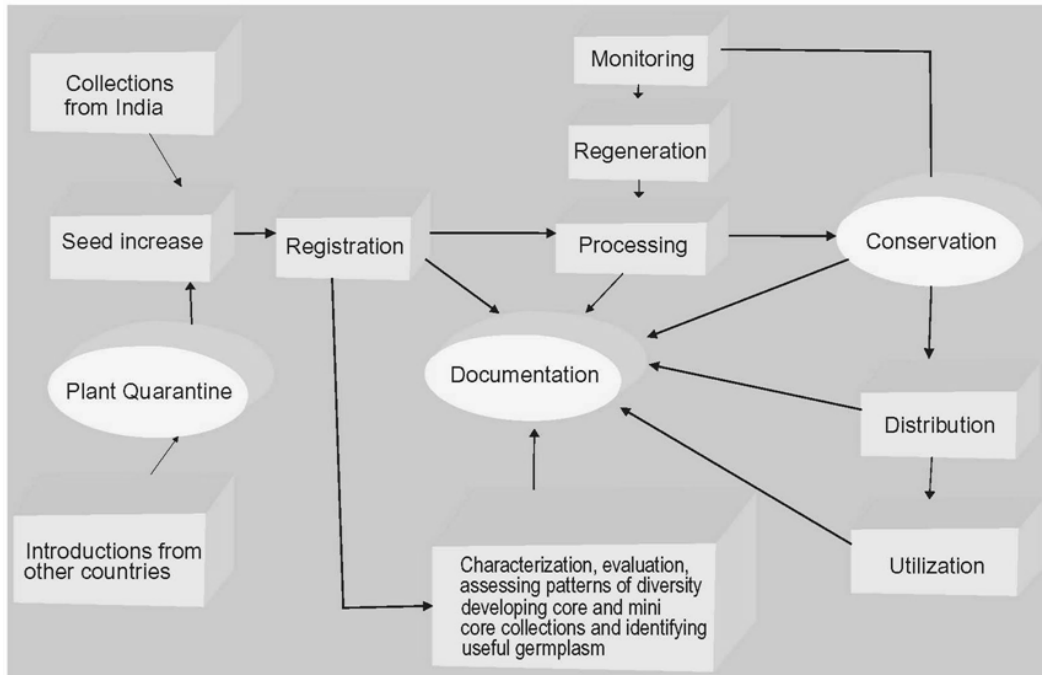 Collections
from India
Monitoring
Regeneration
Seed increase
Registration
Processing
Conservation
Plant Quarantine
Documentation
Distribution
Introductions from
other countries
Characterization, evaluation,
assessing patterns of diversity
developing core and mini
core collections and identifying
useful germplasm
Utilization